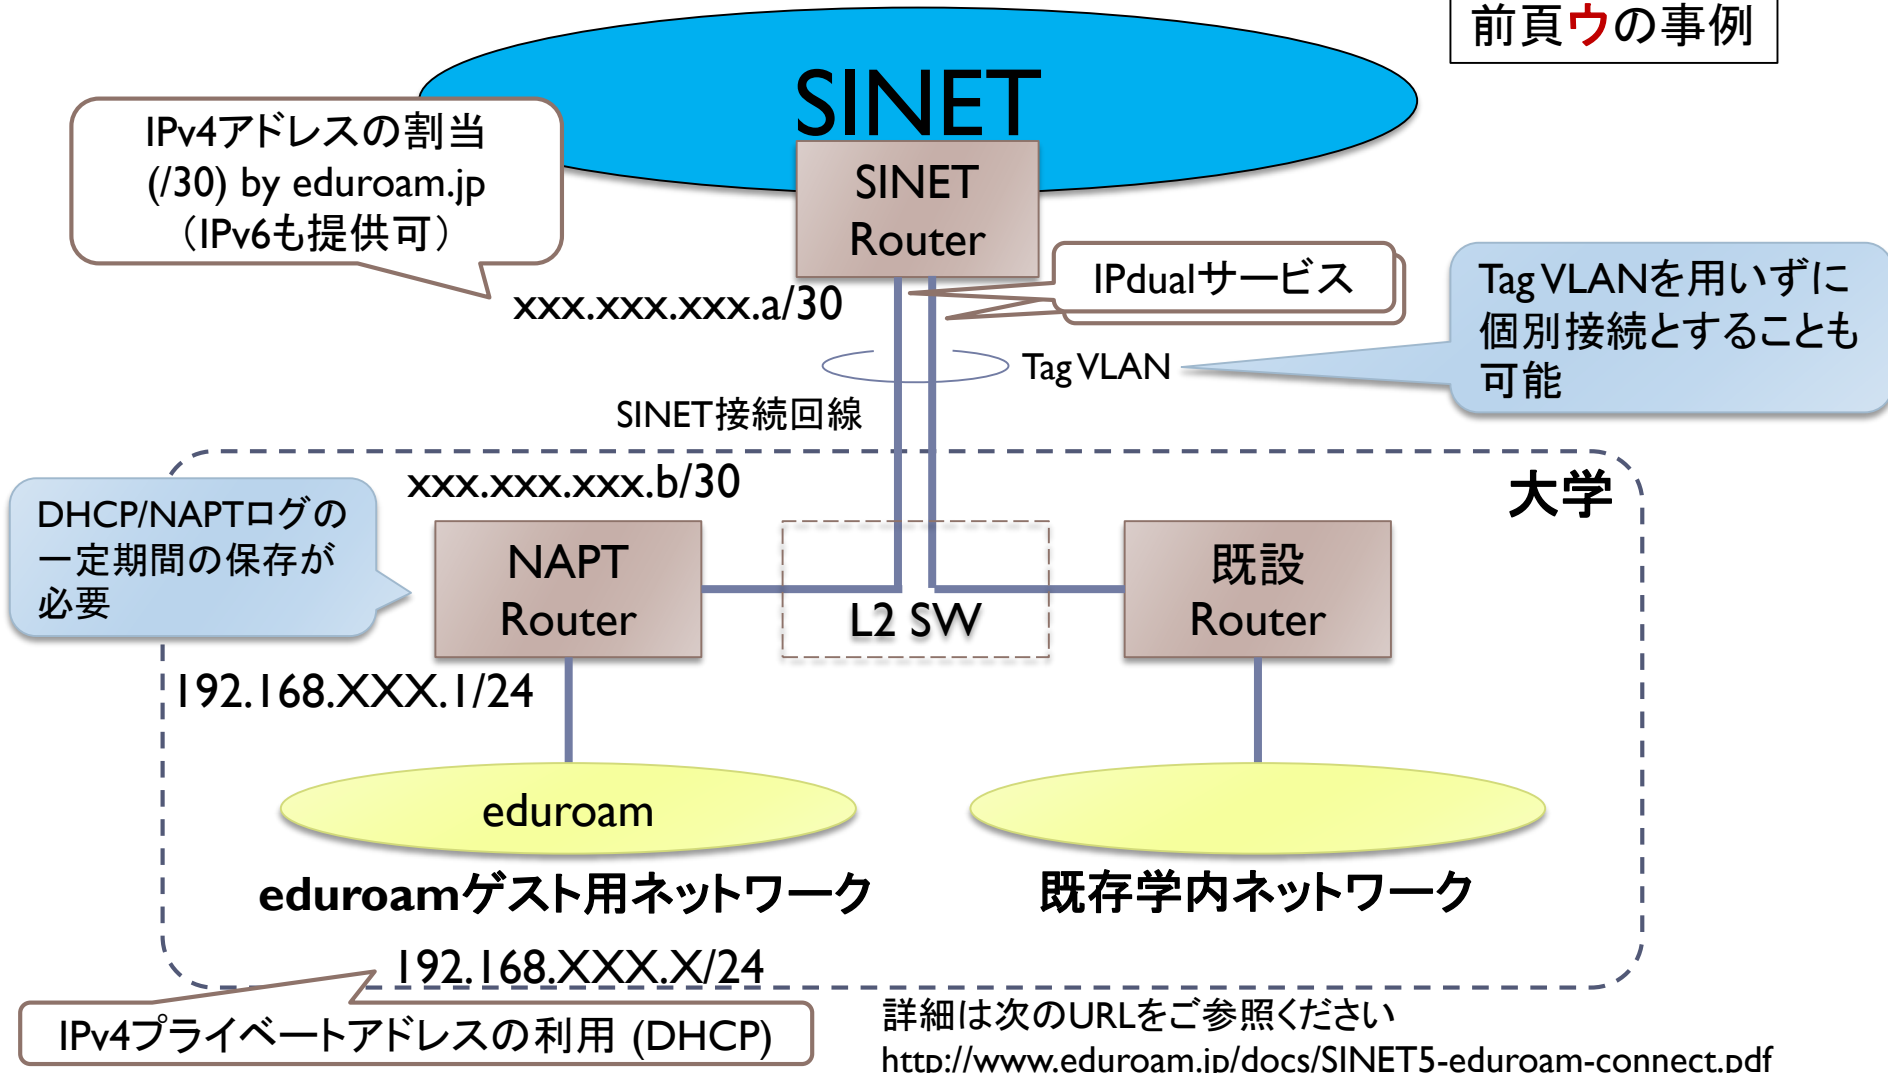 前頁ウの事例
SINET
IPv4アドレスの割当
(/30) by eduroam.jp
（IPv6も提供可）
SINET
Router
IPdualサービス
Tag VLANを用いずに
個別接続とすることも
可能
xxx.xxx.xxx.a/30
Tag VLAN
SINET接続回線
大学
xxx.xxx.xxx.b/30
DHCP/NAPTログの
一定期間の保存が
必要
NAPT
Router
L2 SW
既設
Router
192.168.XXX.1/24
eduroam
eduroamゲスト用ネットワーク
既存学内ネットワーク
192.168.XXX.X/24
IPv4プライベートアドレスの利用 (DHCP)
詳細は次のURLをご参照ください
http://www.eduroam.jp/docs/SINET5-eduroam-connect.pdf